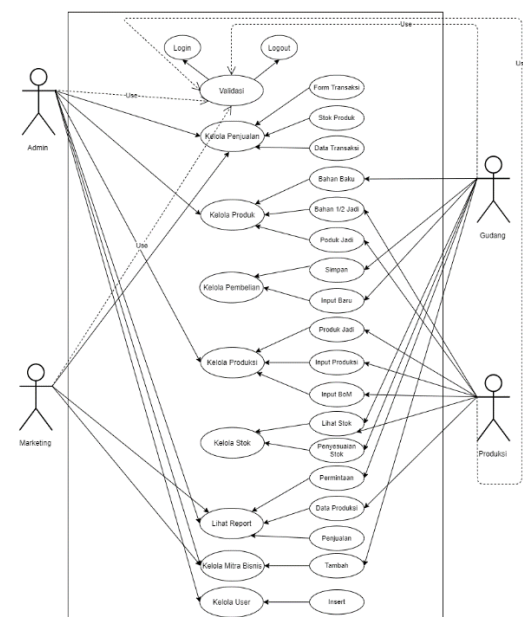 Use
Use
Login
Logout
Validasi
Use
Admin
Form Transaksi
Kelola Penjualan
Stok Produk
Data Transaksi
Bahan Baku
Kelola Produk
Bahan 1/2 Jadi
Poduk Jadi
Gudang
Use
Simpan
Kelola Pembelian
Input Baru
Produk Jadi
Kelola Produksi
Input Produksi
Input BoM
Marketing
Produksi
Lihat Stok
Kelola Stok
Penyesuaian
Stok
Permintaan
Data Produksi
Lihat Report
Penjualan
Kelola Mitra Bisnis
Tambah
Kelola User
Insert